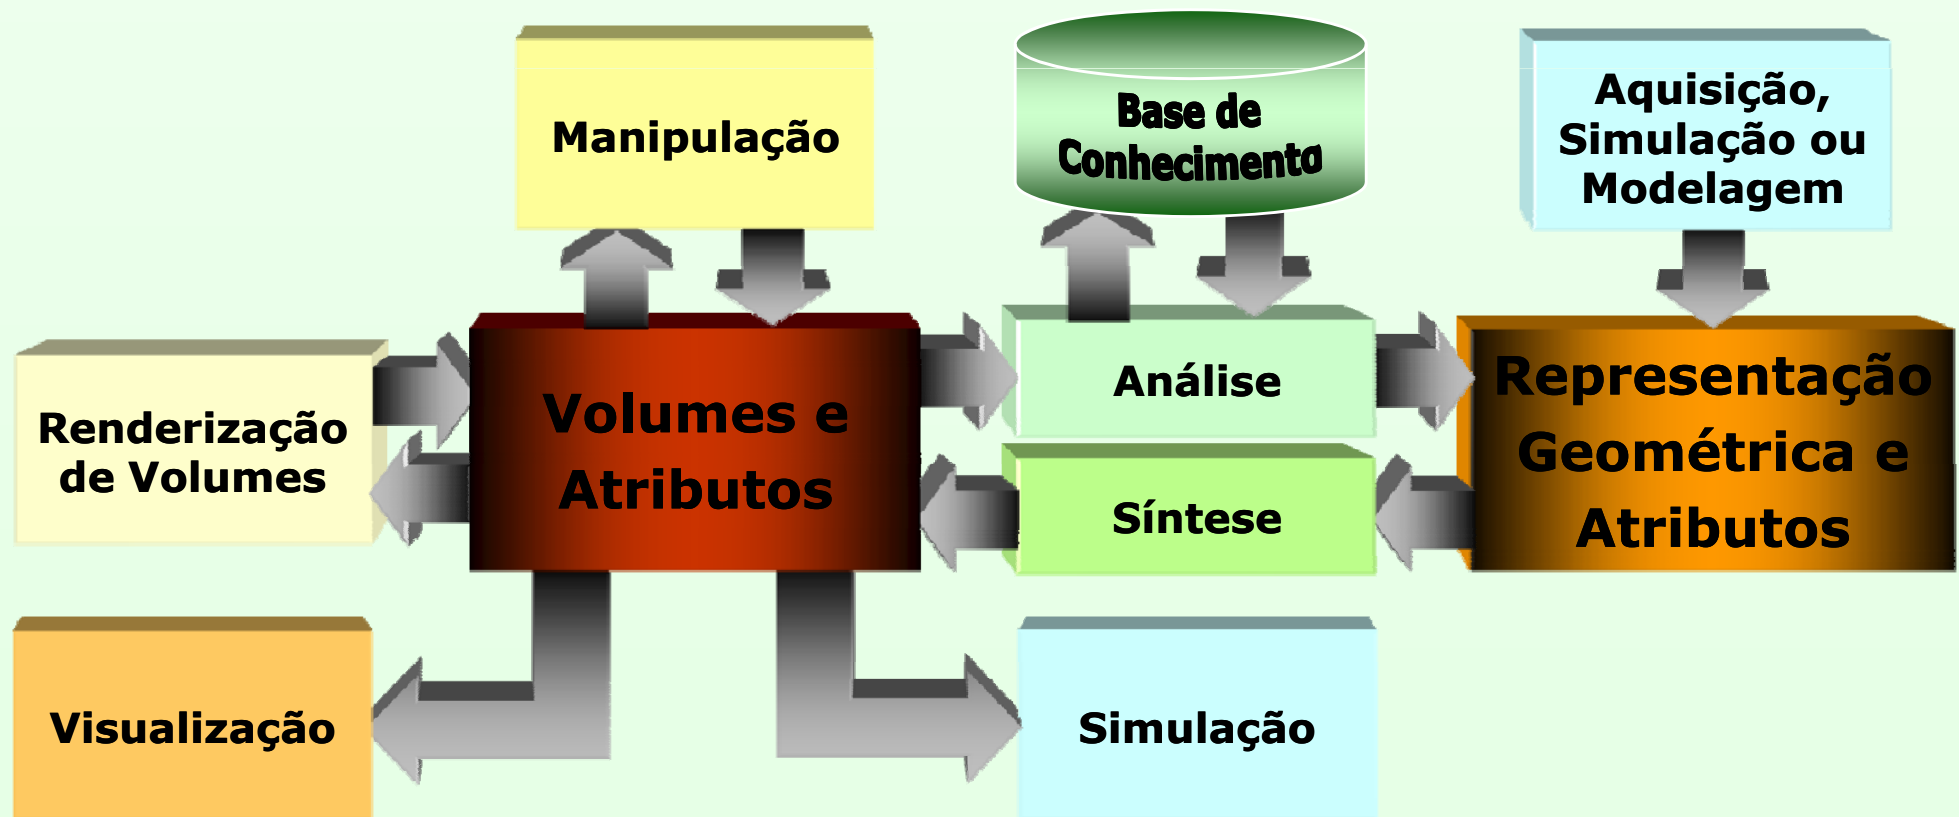 Manipulação
Base de
Conhecimento
Aquisição,
Simulação ou
Modelagem
Renderização
de Volumes
Volumes e
Atributos
Análise
Síntese
Representação
Geométrica e
Atributos
Visualização
Simulação